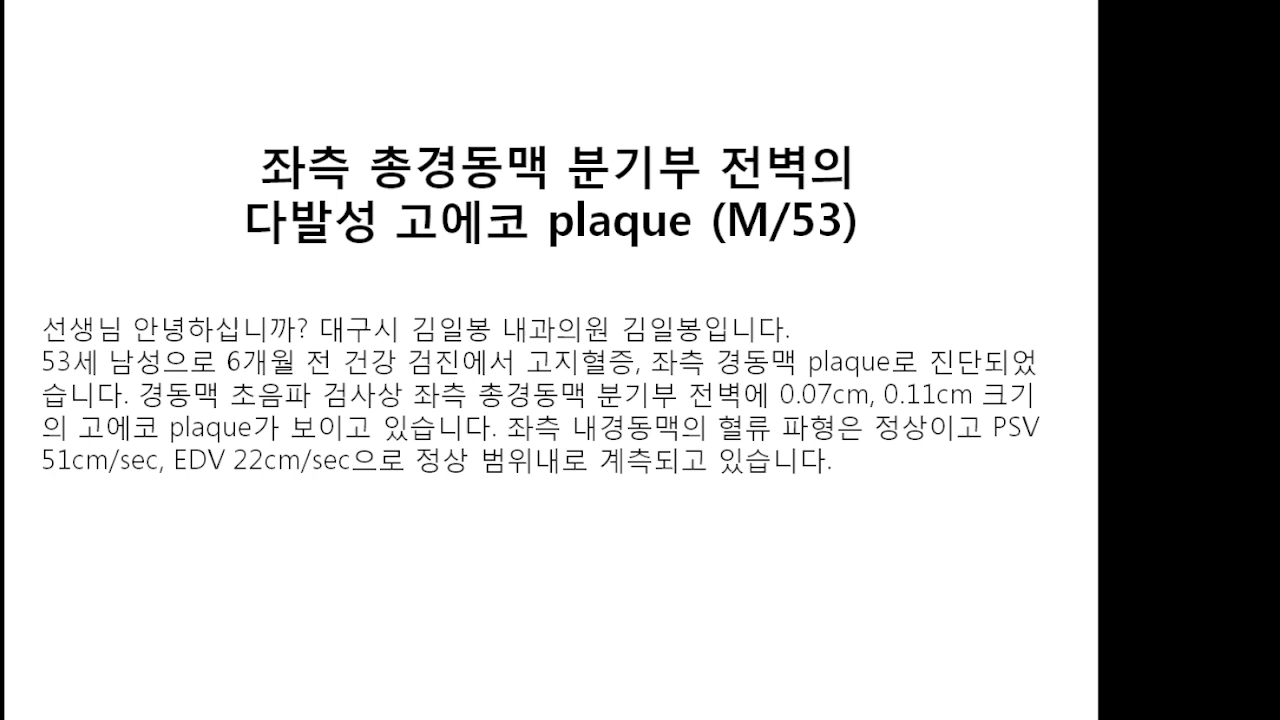 좌측 총경동맥 분기부 전벽의
다발성 고에코 plaque (M/53)
선생님 안녕하십니까? 대구시 김일봉 내과의원 김일봉입니다.
53세 남성으로 6개월 전 건강 검진에서 고지혈증, 좌측 경동맥 plaque로 진단되었
습니다. 경동맥 초음파 검사상 좌측 총경동맥 분기부 전벽에 0.07cm, 0.11cm 크기
의 고에코 plaque가 보이고 있습니다. 좌측 내경동맥의 혈류 파형은 정상이고 PSV
51cm/sec, EDV 22cm/sec으로 정상 범위내로 계측되고 있습니다.